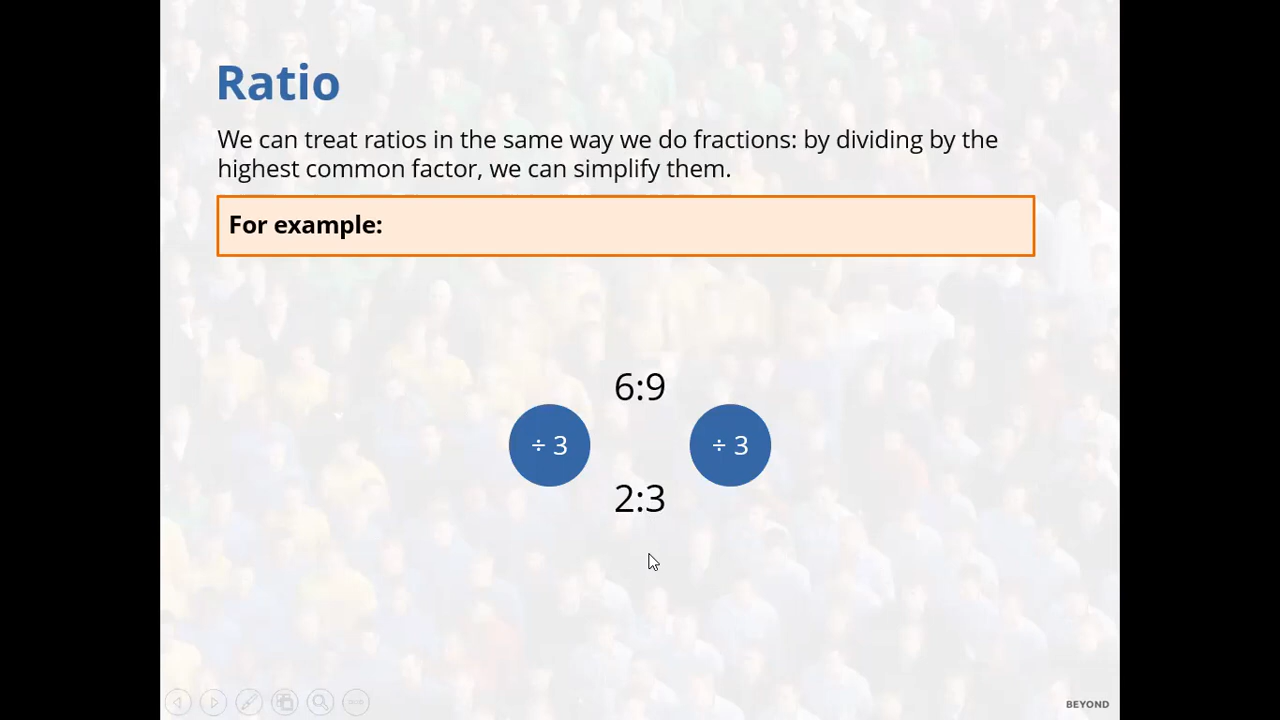 Ratio
We can treat ratios in the same way we do fractions: by dividing by the
highest common factor, we can simplify them.
For example:
6:9
÷ 3
÷ 3
2:3
BEYOND